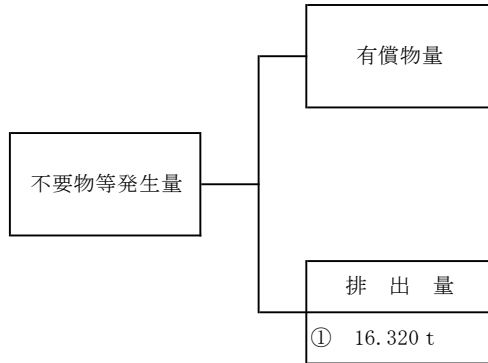 有償物量
不要物等発生量
排 出 量
① 16.320 t